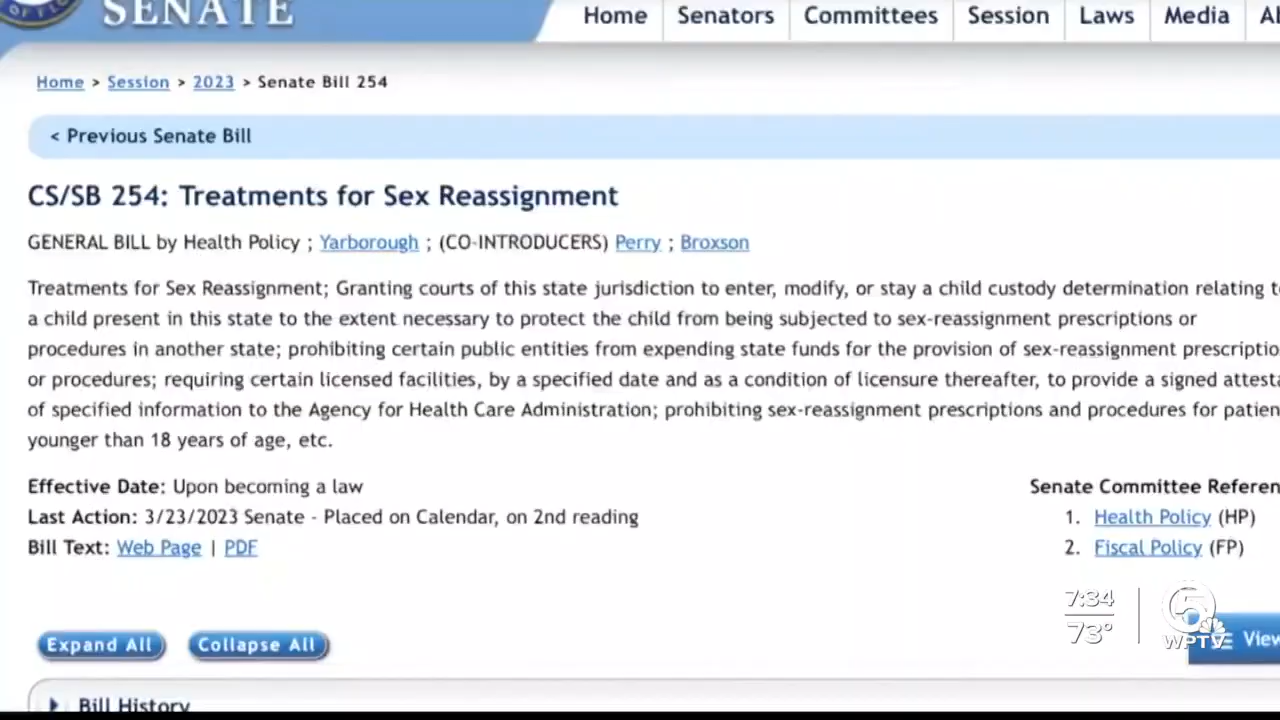 SENATE
Home Senators Committees Session Laws Media
Home > Session > 2023 > Senate Bill 254
< Previous Senate Bill
CS/SB 254: Treatments for Sex Reassignment
GENERAL BILL by Health Policy ; Yarborough ; (CO-INTRODUCERS) Perry ; Broxson
Treatments for Sex Reassignment; Granting courts of this state jurisdiction to enter, modify, or stay a child custody determination relating
a child present in this state to the extent necessary to protect the child from being subjected to sex-reassignment prescriptions or
procedures in another state; prohibiting certain public entities from expending state funds for the provision of sex-reassignment prescriptio
or procedures; requiring certain licensed facilities, by a specified date and as a condition of licensure thereafter, to provide a signed attesta
of specified information to the Agency for Health Care Administration; prohibiting sex-reassignment prescriptions and procedures for patien
younger than 18 years of age, etc.
Effective Date: Upon becoming a law
Last Action: 3/23/2023 Senate - Placed on Calendar, on 2nd reading
Bill Text: Web Page | PDF
Senate Committee Referen
1. Health Policy (HP)
2. Fiscal Policy (FP)
7:34
73°
5
WPTV
View
Expand All Collapse All
Bill History